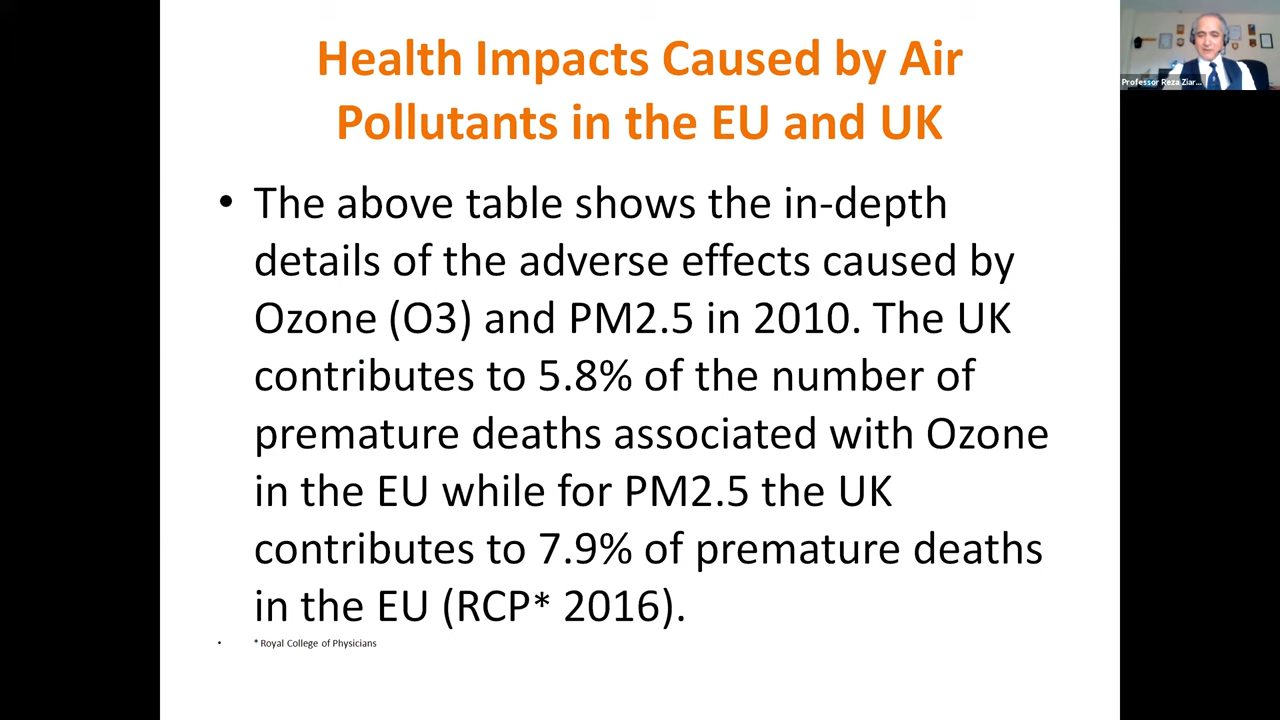 Health Impacts Caused by Air
Pollutants in the EU and UK
• The above table shows the in-depth
details of the adverse effects caused by
Ozone (O3) and PM2.5 in 2010. The UK
contributes to 5.8% of the number of
premature deaths associated with Ozone
in the EU while for PM2.5 the UK
contributes to 7.9% of premature deaths
in the EU (RCP* 2016).
• * Royal College of Physicians
Professor Reza Ziar...